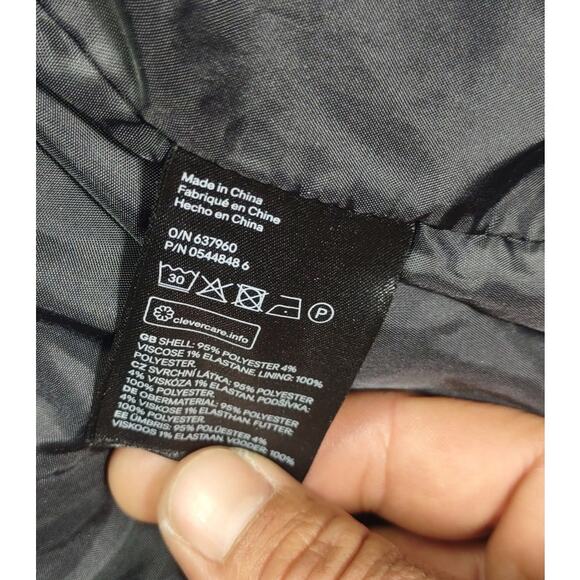 Made in China
Fabriqué en Chine
Hecho en China
O/N 637960
P/N 0544848 6
30 P
clevercare.info
GB SHELL: 95% POLYESTER 4%
VISCOSE 1% ELASTANE. LINING: 100%
POLYESTER.
CZ SVRCHNÍ LÁTKA: 95% POLYESTER
4% VISKÓZA 1% ELASTAN. PODŠÍVKA:
100% POLYESTER.
DE OBERMATERIAL: 95% POLYESTER
4% VISKOSE 1% ELASTHAN. FUTTER:
100% POLYESTER.
EE ÜMBRIS: 95% POLÜESTER 4%
VISKOOS 1% ELASTAAN. VOODER: 100%